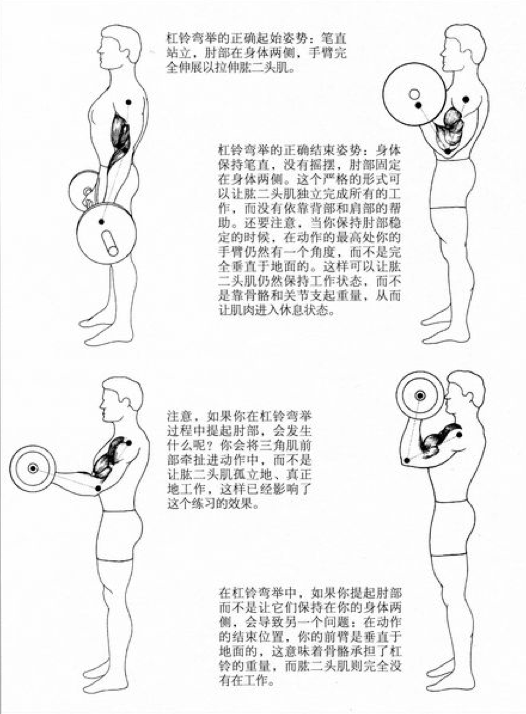 杠铃弯举的正确起始姿势：笔直
站立，肘部在身体两侧，手臂完
全伸展以拉伸肱二头肌。
杠铃弯举的正确结束姿势：身体
保持笔直，没有摇摆，肘部固定
在身体两侧。这个严格的形式可
以让肱二头肌独立完成所有的工
作，而没有依靠背部和肩部的帮
助。还要注意，当你保持肘部稳
定的时候，在动作的最高处你的
手臂仍然有一个角度，而不是完
全垂直于地面的。这样可以让肱
二头肌仍然保持工作状态，而不
是靠骨骼和关节支起重量，从而
让肌肉进入休息状态。
注意，如果你在杠铃弯举
过程中提起肘部，会发生
什么呢？你会将三角肌前
部牵扯进动作中，而不是
让肱二头肌孤立地、真正
地工作，这样已经影响了
这个练习的效果。
在杠铃弯举中，如果你提起肘部
而不是让它们保持在你的身体两
侧，会导致另一个问题：在动作
的结束位置，你的前臂是垂直于
地面的，这意味着骨骼承担了杠
铃的重量，而肱二头肌则完全没
有在工作。